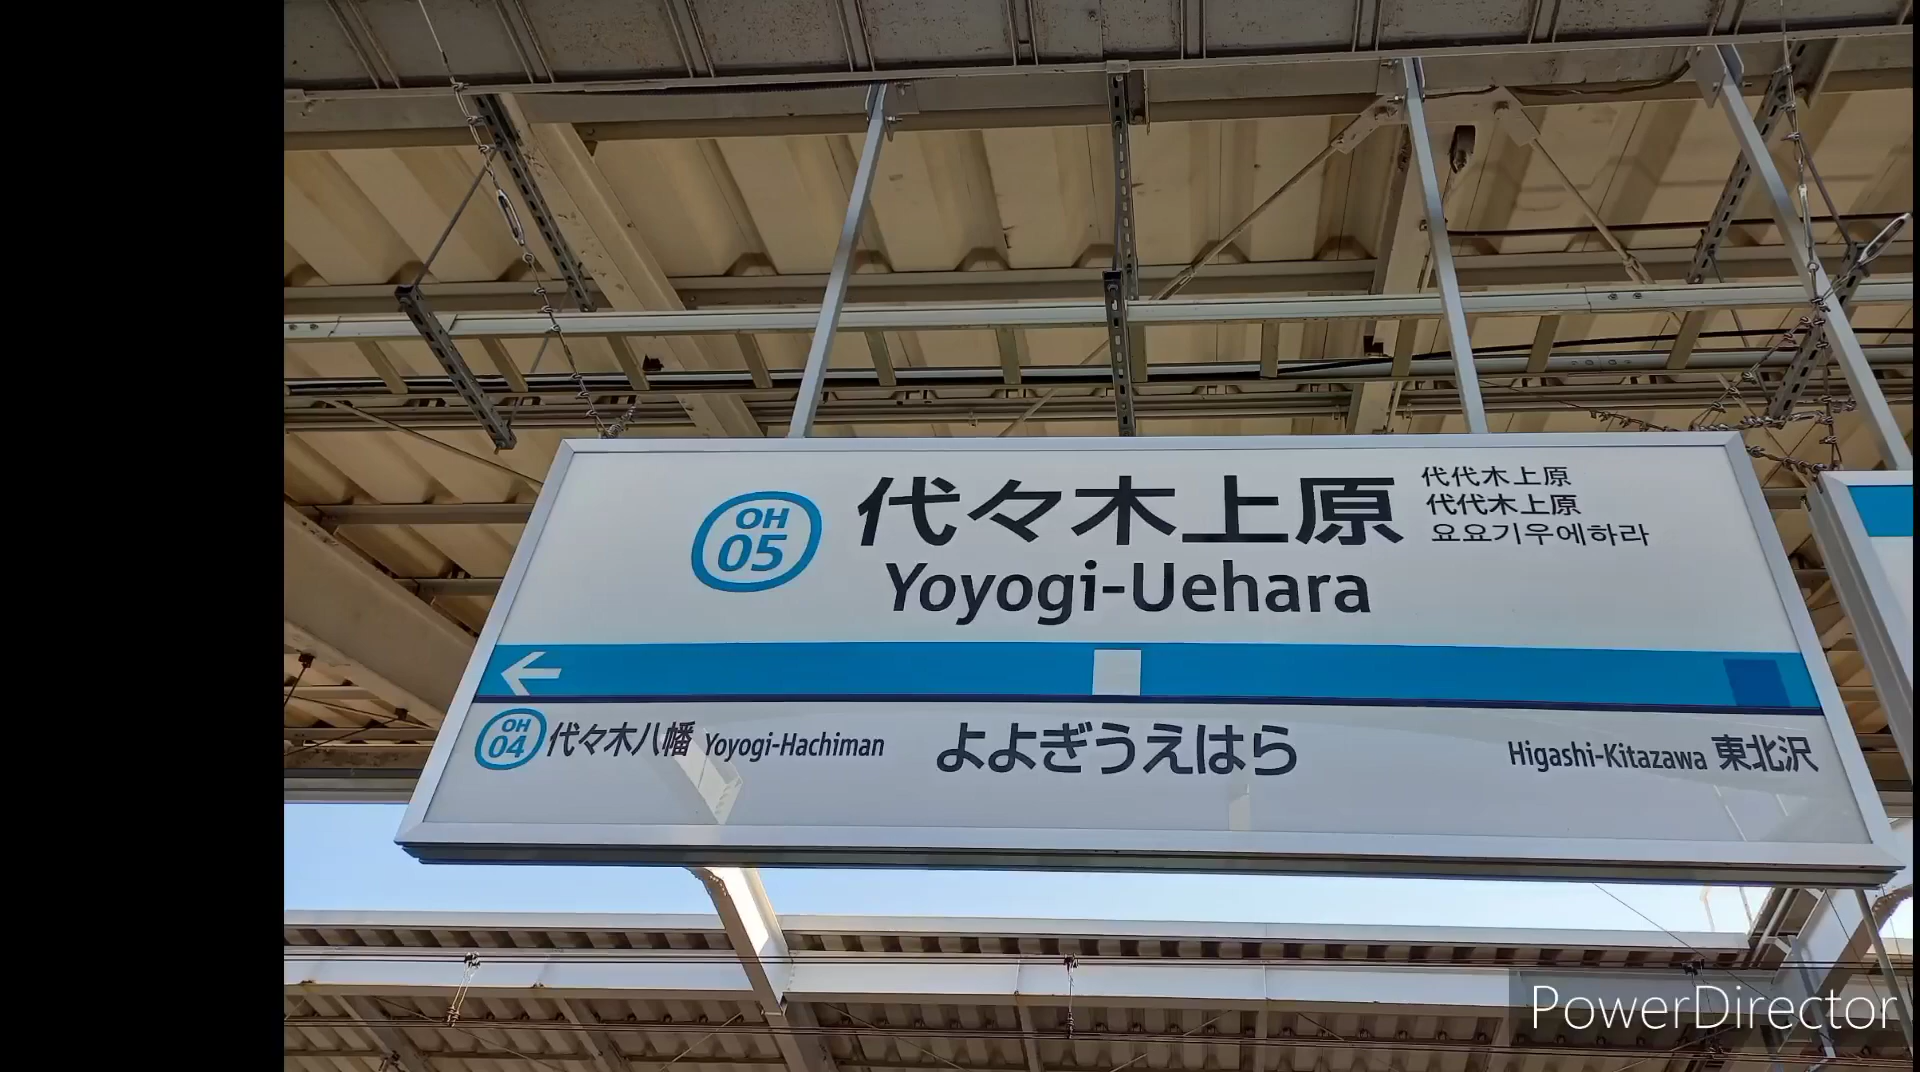 OH
05
代々木上原
代代木上原
代代木上原
요요기우에하라
Yoyogi-Uehara
OH
04
代々木八幡 Yoyogi-Hachiman
よよぎうえはら
Higashi-Kitazawa 東北沢
PowerDirector